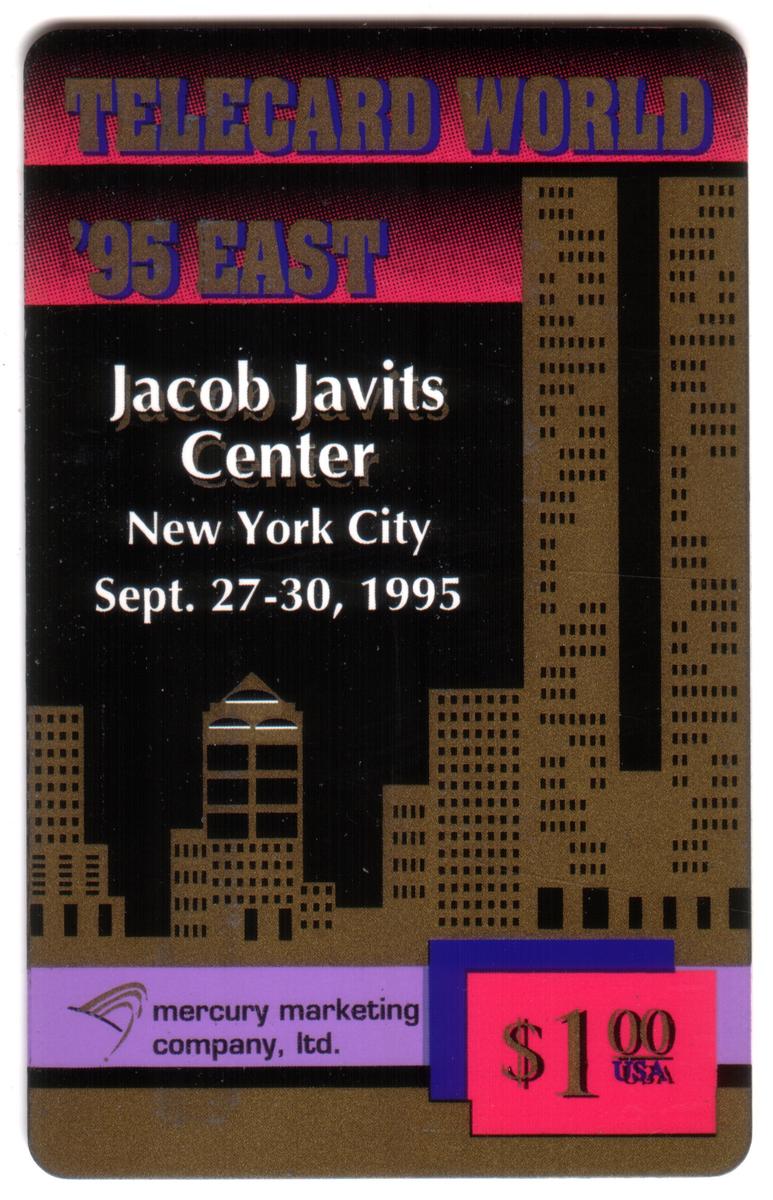 TELECARD WORLD
'95 EAST
Jacob Javits
Center
New York City
Sept. 27-30, 1995
mercury marketing
company, ltd.
$1.00
USA